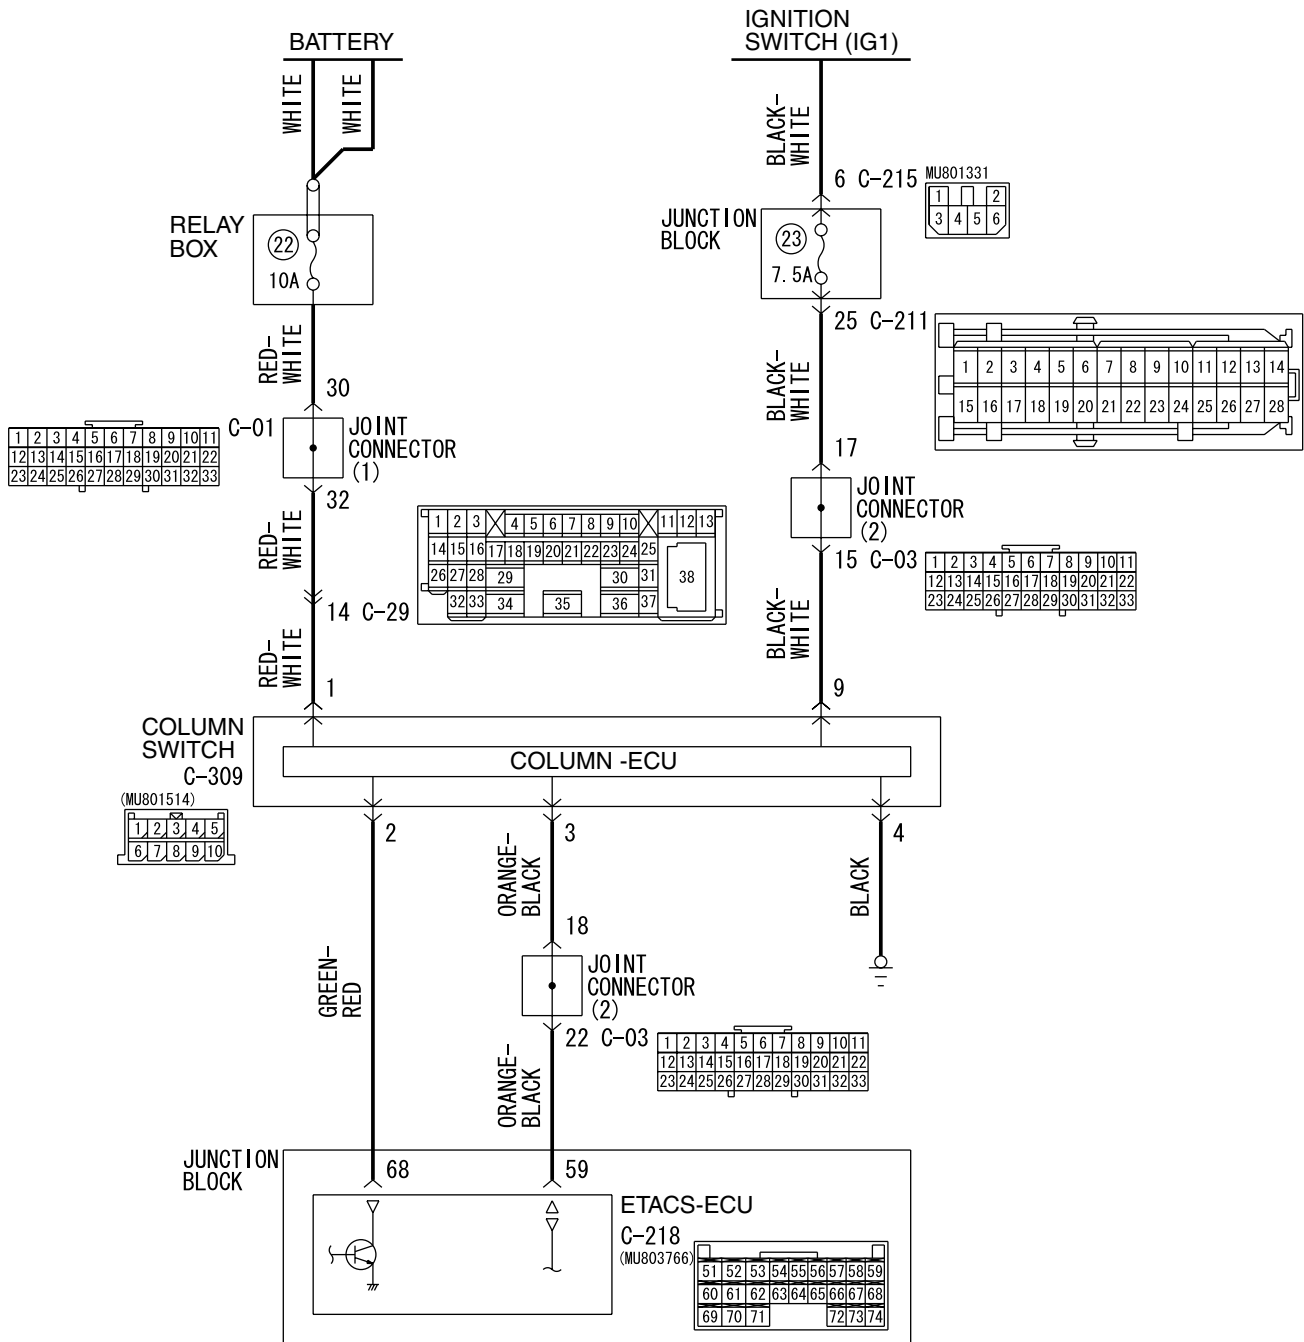 BATTERY
IGNITION
SWITCH (IG1)
WHITE
WHITE
BLACK-
WHITE
6 C-215
MU801331
1 2
3 4 5 6
RELAY
BOX
22
10A
JUNCTION
BLOCK
23
7.5A
25 C-211
1 2 3 4 5 6 7 8 9 10 11 12 13 14
15 16 17 18 19 20 21 22 23 24 25 26 27 28
RED-
WHITE
BLACK-
WHITE
30
C-01
JOINT
CONNECTOR
(1)
1 2 3 4 5 6 7 8 9 10 11
12 13 14 15 16 17 18 19 20 21 22
23 24 25 26 27 28 29 30 31 32 33
32
17
JOINT
CONNECTOR
(2)
15 C-03
1 2 3 4 5 6 7 8 9 10 11
12 13 14 15 16 17 18 19 20 21 22
23 24 25 26 27 28 29 30 31 32 33
RED-
WHITE
14 C-29
1 2 3 4 5 6 7 8 9 10 11 12 13
14 15 16 17 18 19 20 21 22 23 24 25
26 27 28 29 30 31 38
32 33 34 35 36 37
RED-
WHITE
BLACK-
WHITE
1
9
COLUMN
SWITCH
C-309
(MU801514)
1 2 3 4 5
6 7 8 9 10
COLUMN -ECU
2
3
4
ORANGE-
BLACK
BLACK
GREEN-
RED
18
JOINT
CONNECTOR
(2)
22 C-03
1 2 3 4 5 6 7 8 9 10 11
12 13 14 15 16 17 18 19 20 21 22
23 24 25 26 27 28 29 30 31 32 33
ORANGE-
BLACK
JUNCTION
BLOCK
68
59
ETACS-ECU
C-218
(MU803766)
51 52 53 54 55 56 57 58 59
60 61 62 63 64 65 66 67 68
69 70 71 72 73 74